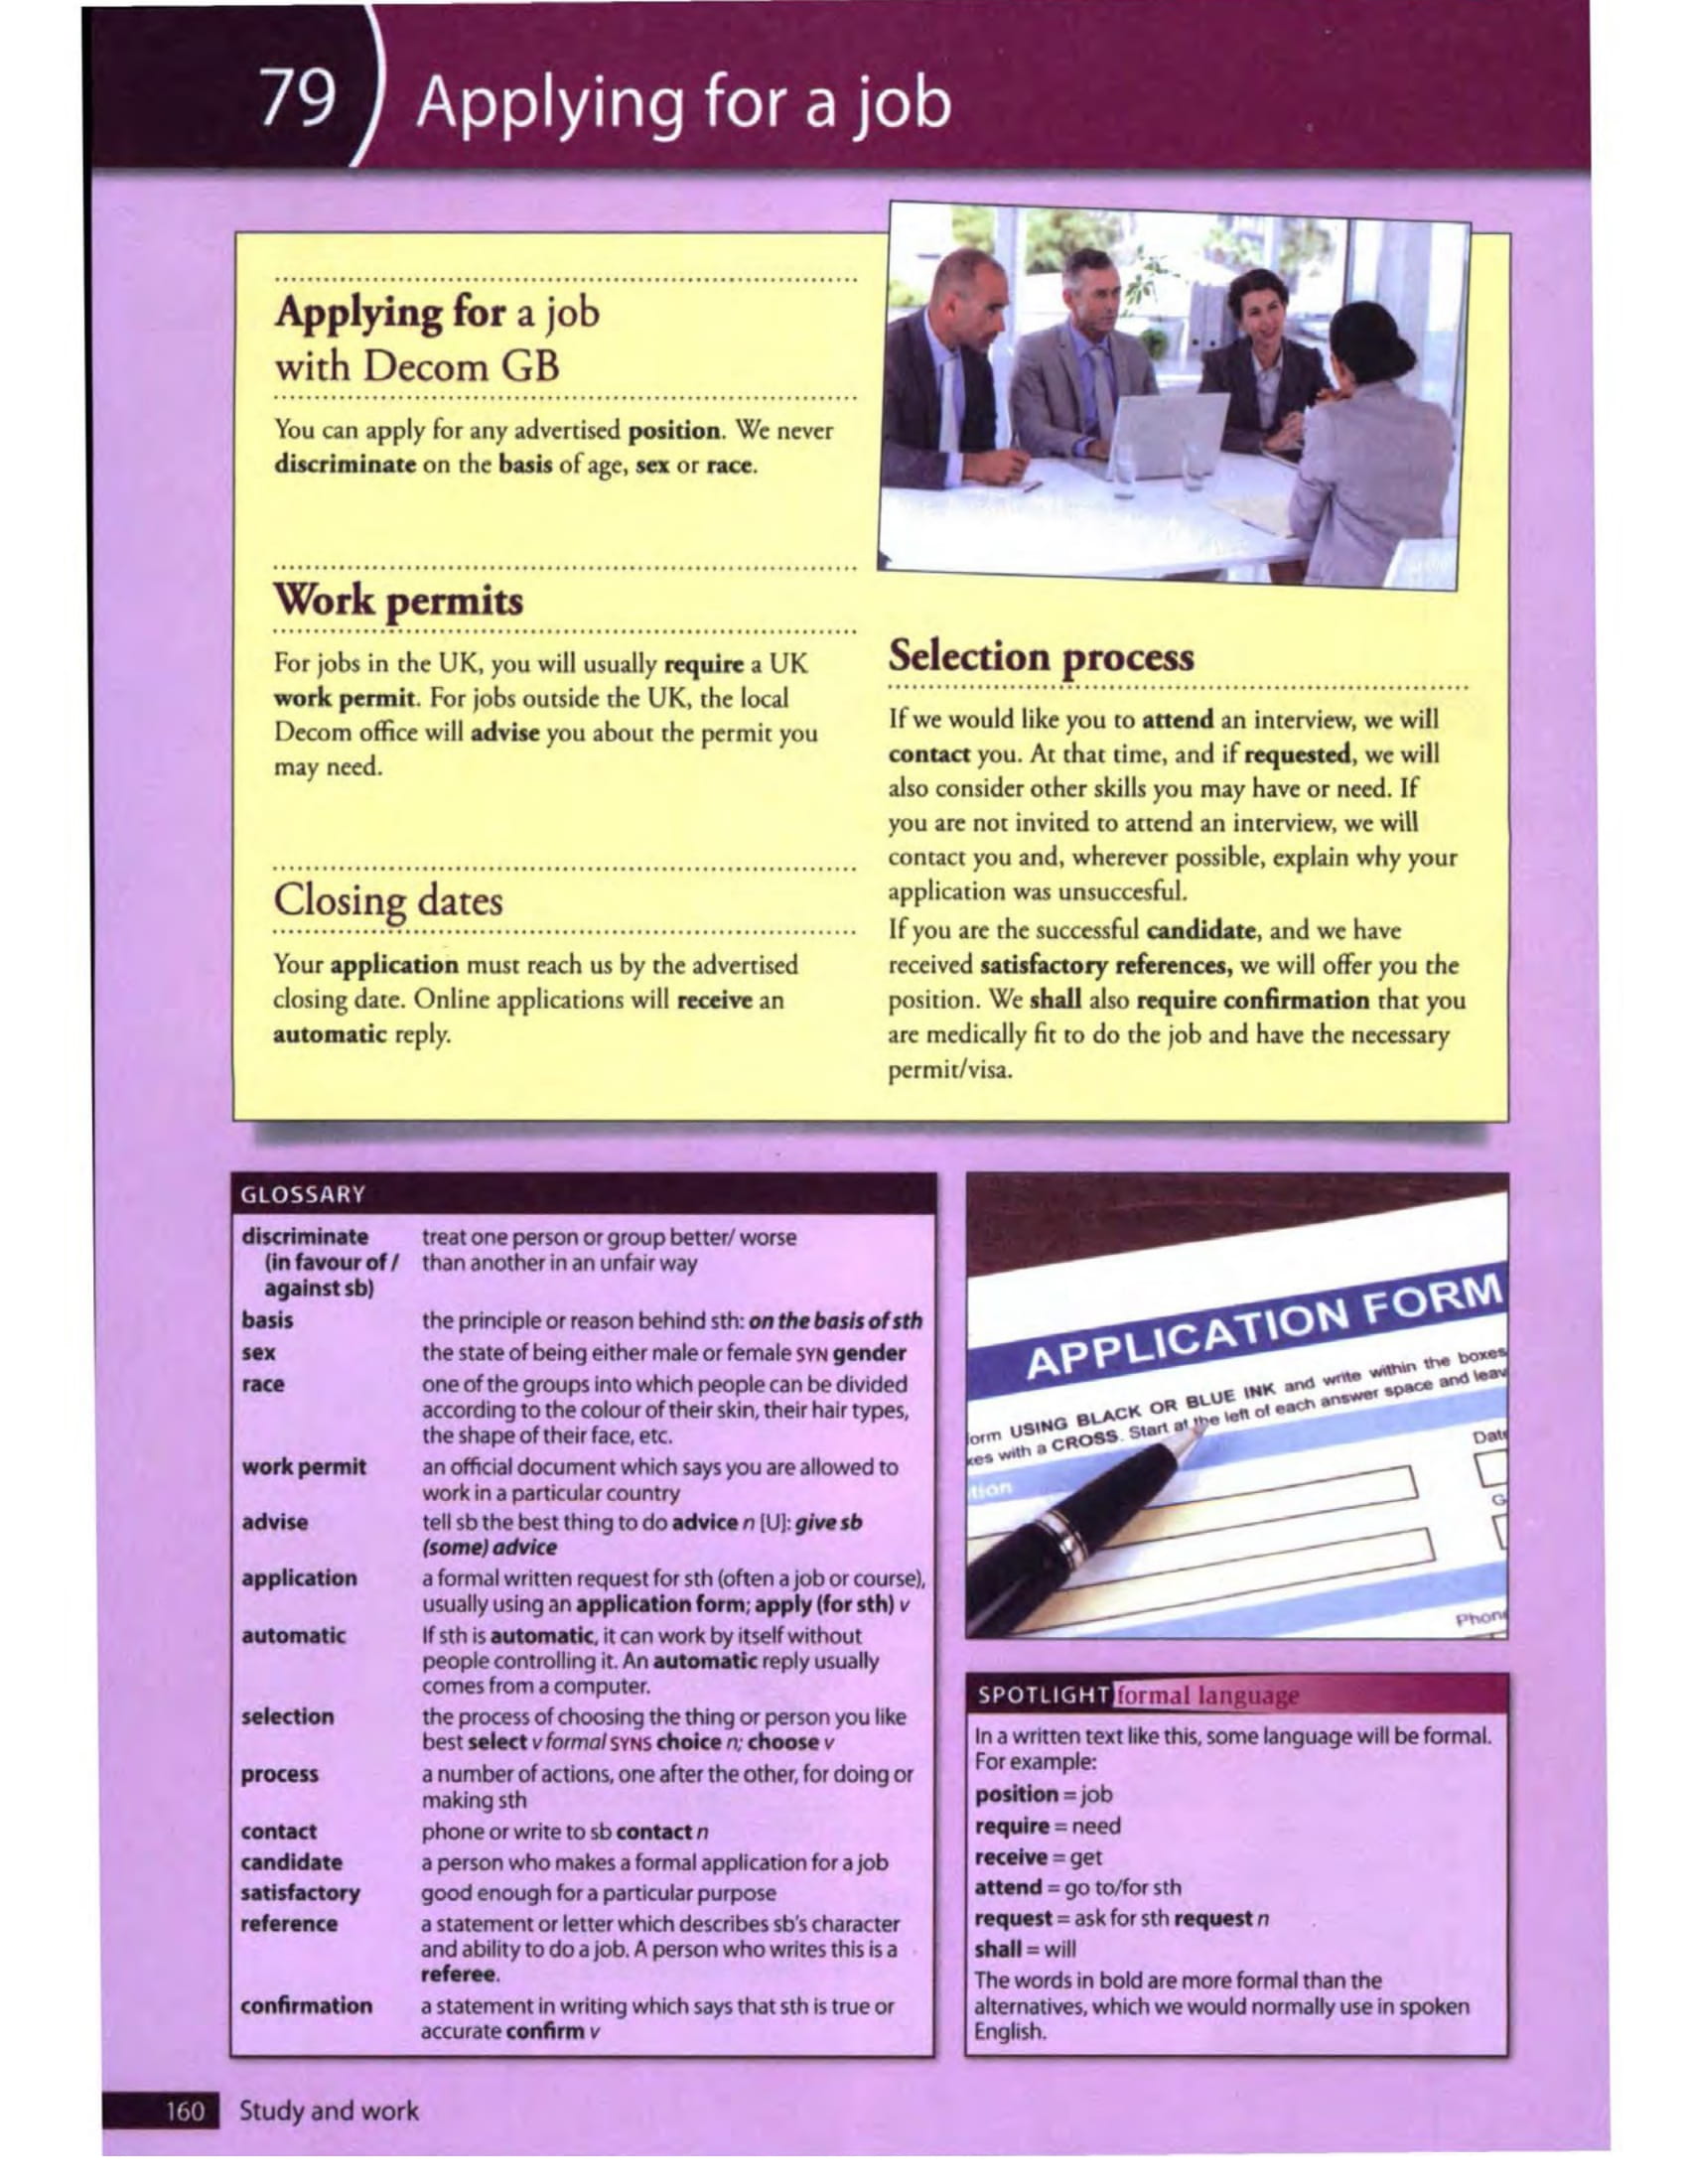 79
Applying for a job
Applying for a job
with Decom GB
You can apply for any advertised position. We never
discriminate on the basis of age, sex or race.
Work permits
For jobs in the UK, you will usually require a UK
work permit. For jobs outside the UK, the local
Decom office will advise you about the permit you
may need.
Closing dates
Your application must reach us by the advertised
closing date. Online applications will receive an
automatic reply.
Selection process
If we would like you to attend an interview, we will
contact you. At that time, and if requested, we will
also consider other skills you may have or need. If
you are not invited to attend an interview, we will
contact you and, wherever possible, explain why your
application was unsuccesful.
If you are the successful candidate, and we have
received satisfactory references, we will offer you the
position. We shall also require confirmation that you
are medically fit to do the job and have the necessary
permit/visa.
GLOSSARY
discriminate treat one person or group better/ worse
(in favour of / than another in an unfair way
against sb)
basis the principle or reason behind sth: on the basis of sth
sex the state of being either male or female SYN gender
race one of the groups into which people can be divided
according to the colour of their skin, their hair types,
the shape of their face, etc.
work permit an official document which says you are allowed to
work in a particular country
advise tell sb the best thing to do advice n [U]: give sb
(some) advice
application a formal written request for sth (often a job or course),
usually using an application form; apply (for sth) v
automatic If sth is automatic, it can work by itself without
people controlling it. An automatic reply usually
comes from a computer.
selection the process of choosing the thing or person you like
best select v formal SYNS choice n; choose v
process a number of actions, one after the other, for doing or
making sth
contact phone or write to sb contact n
candidate a person who makes a formal application for a job
satisfactory good enough for a particular purpose
reference a statement or letter which describes sb's character
and ability to do a job. A person who writes this is a
referee.
confirmation a statement in writing which says that sth is true or
accurate confirm v
APPLICATION FORM
orm USING BLACK OR BLUE INK and write within the boxes
xes with a CROSS. Start at the left of each answer space and leav
tion
Date
G
Phone
SPOTLIGHT formal language
In a written text like this, some language will be formal.
For example:
position = job
require = need
receive = get
attend = go to/for sth
request = ask for sth request n
shall = will
The words in bold are more formal than the
alternatives, which we would normally use in spoken
English.
160 Study and work